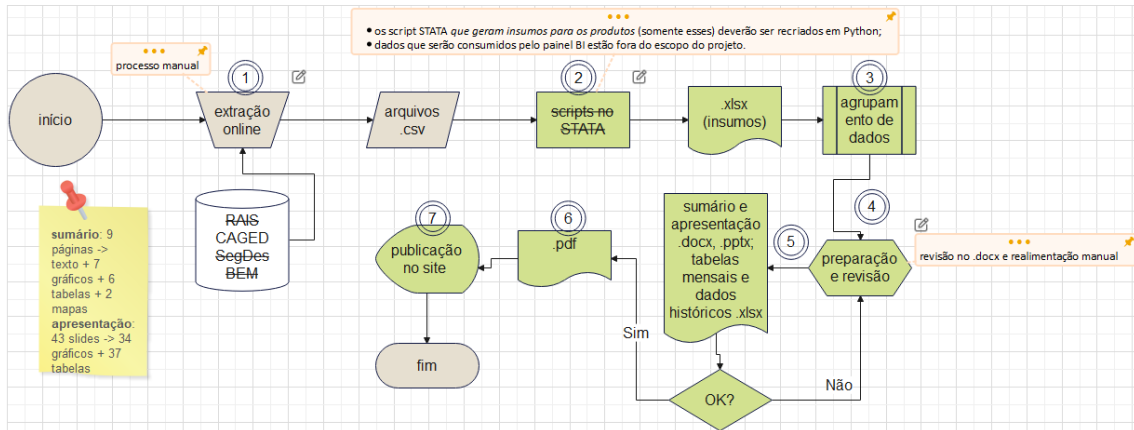 os script STATA que geram insumos para os produtos (somente esses) deverão ser recriados em Python;
dados que serão consumidos pelo painel BI estão fora do escopo do projeto.
processo manual
1
2
3
início
extração
online
arquivos
.csv
scripts no
STATA
.xlsx
(insumos)
agrupam
ento de
dados
RAIS
CAGED
SegDes
BEM
sumário: 9
páginas ->
texto + 7
gráficos + 6
tabelas + 2
mapas
apresentação:
43 slides -> 34
gráficos + 37
tabelas
7
publicação
no site
6
.pdf
sumário e
apresentação
.docx, .pptx;
tabelas
mensais e
dados
históricos .xlsx
5
4
preparação
e revisão
revisão no .docx e realimentação manual
Sim
Não
OK?
fim